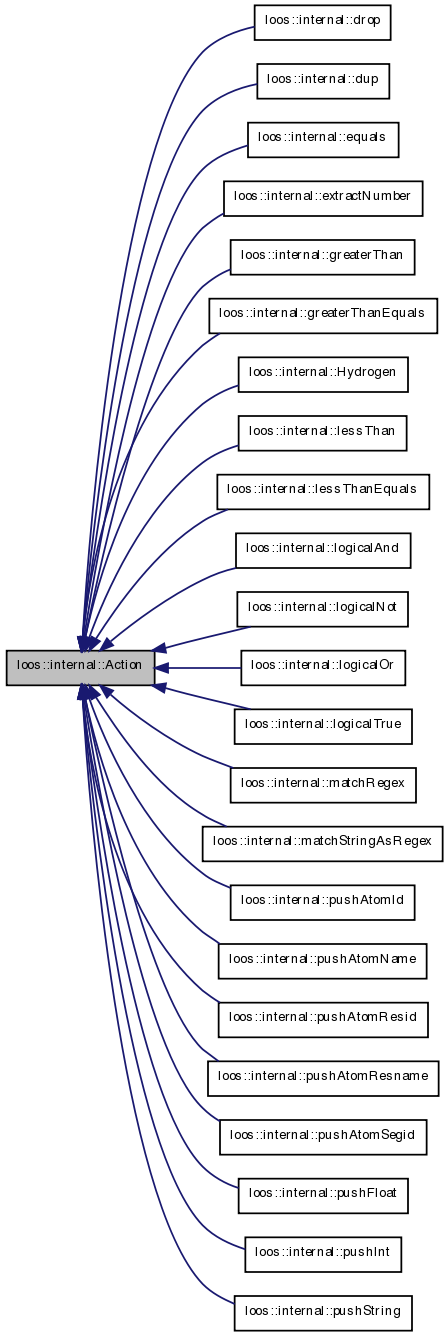 loos::internal::drop
loos::internal::dup
loos::internal::equals
loos::internal::extractNumber
loos::internal::greaterThan
loos::internal::greaterThanEquals
loos::internal::Hydrogen
loos::internal::lessThan
loos::internal::lessThanEquals
loos::internal::logicalAnd
loos::internal::logicalNot
loos::internal::Action
loos::internal::logicalOr
loos::internal::logicalTrue
loos::internal::matchRegex
loos::internal::matchStringAsRegex
loos::internal::pushAtomId
loos::internal::pushAtomName
loos::internal::pushAtomResid
loos::internal::pushAtomResname
loos::internal::pushAtomSegid
loos::internal::pushFloat
loos::internal::pushInt
loos::internal::pushString